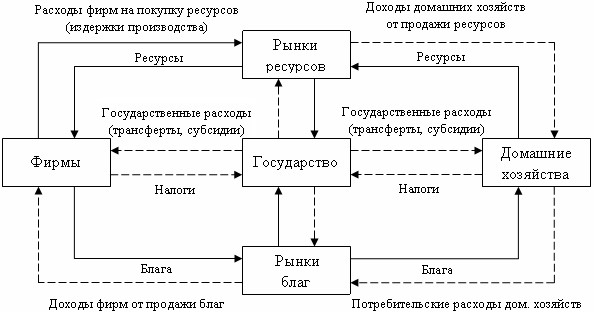 Расходы фирм на покупку ресурсов
(издержки производства)
Доходы домашних хозяйств
от продажи ресурсов
Рынки
ресурсов
Ресурсы
Ресурсы
Государственные расходы
(трансферты, субсидии)
Государственные расходы
(трансферты, субсидии)
Фирмы
Государство
Домашние
хозяйства
Налоги
Налоги
Рынки
благ
Блага
Блага
Доходы фирм от продажи благ
Потребительские расходы дом. хозяйств